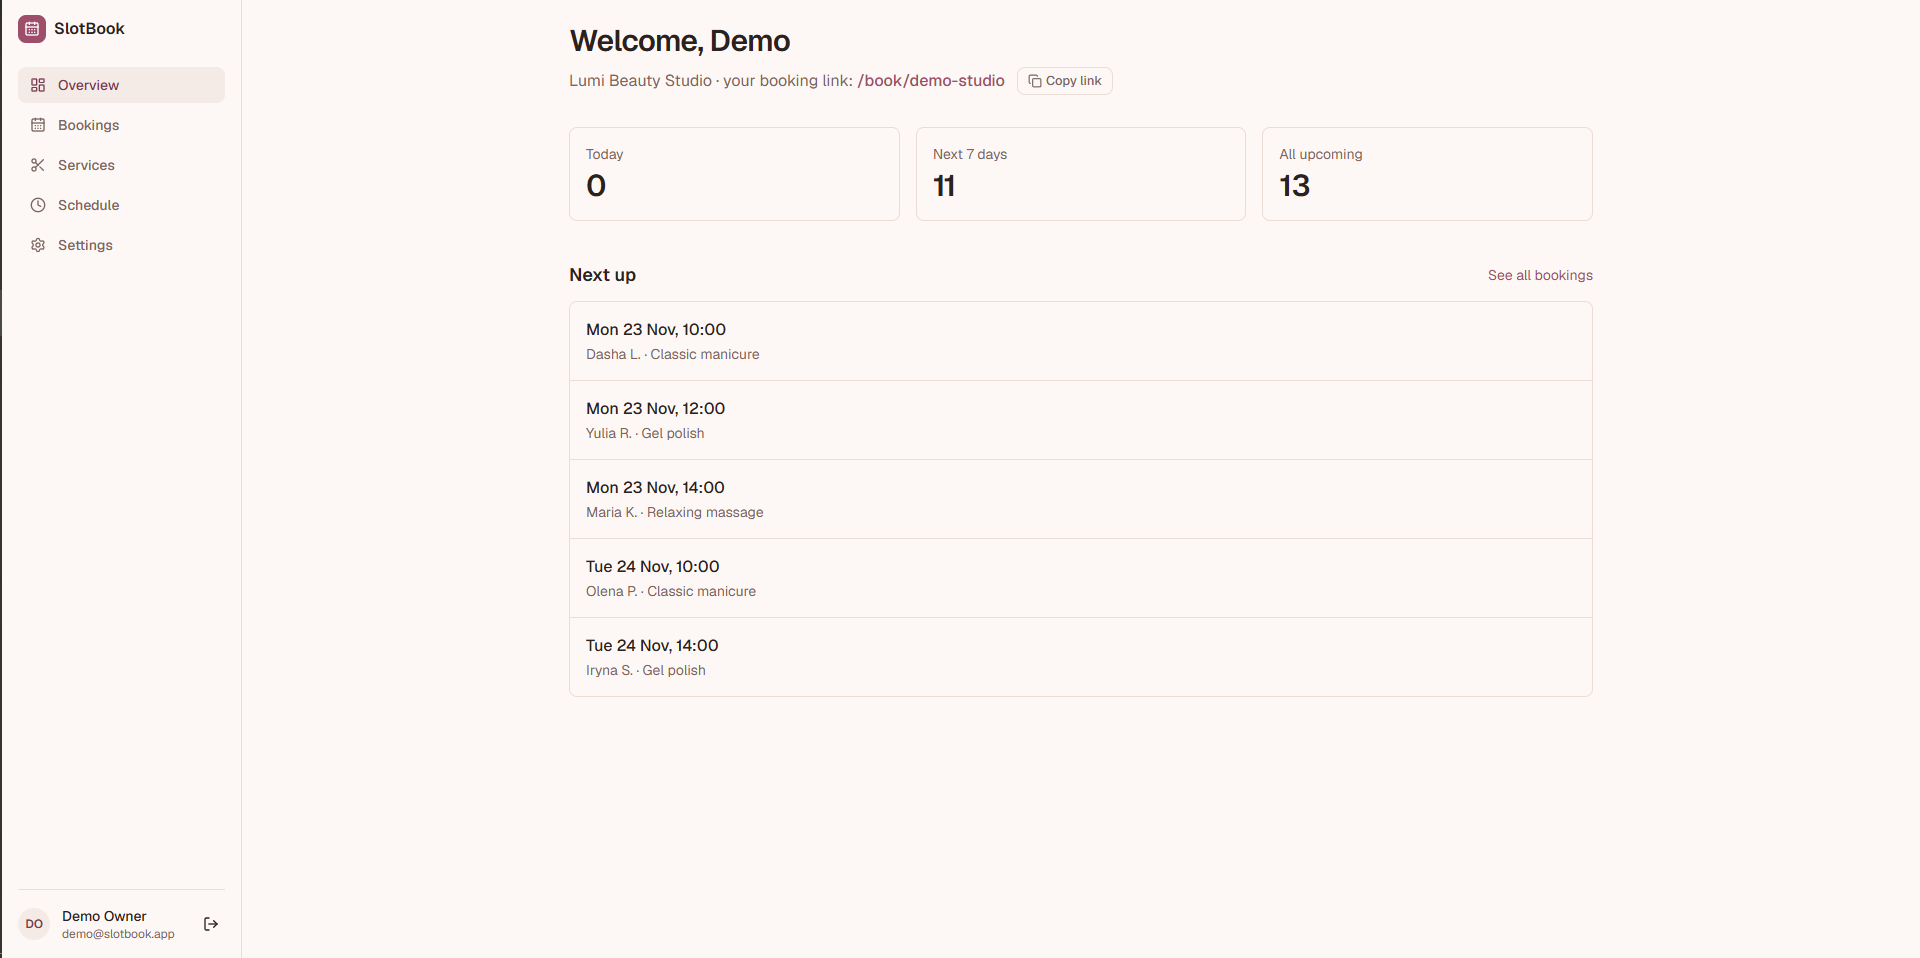 SlotBook
Overview
Bookings
Services
Schedule
Settings
Demo Owner
DO
demo@slotbook.app
Welcome, Demo
Lumi Beauty Studio · your booking link: /book/demo-studio
Copy link
Today
0
Next 7 days
11
All upcoming
13
Next up
See all bookings
Mon 23 Nov, 10:00
Dasha L. · Classic manicure
Mon 23 Nov, 12:00
Yulia R. · Gel polish
Mon 23 Nov, 14:00
Maria K. · Relaxing massage
Tue 24 Nov, 10:00
Olena P. · Classic manicure
Tue 24 Nov, 14:00
Iryna S. · Gel polish